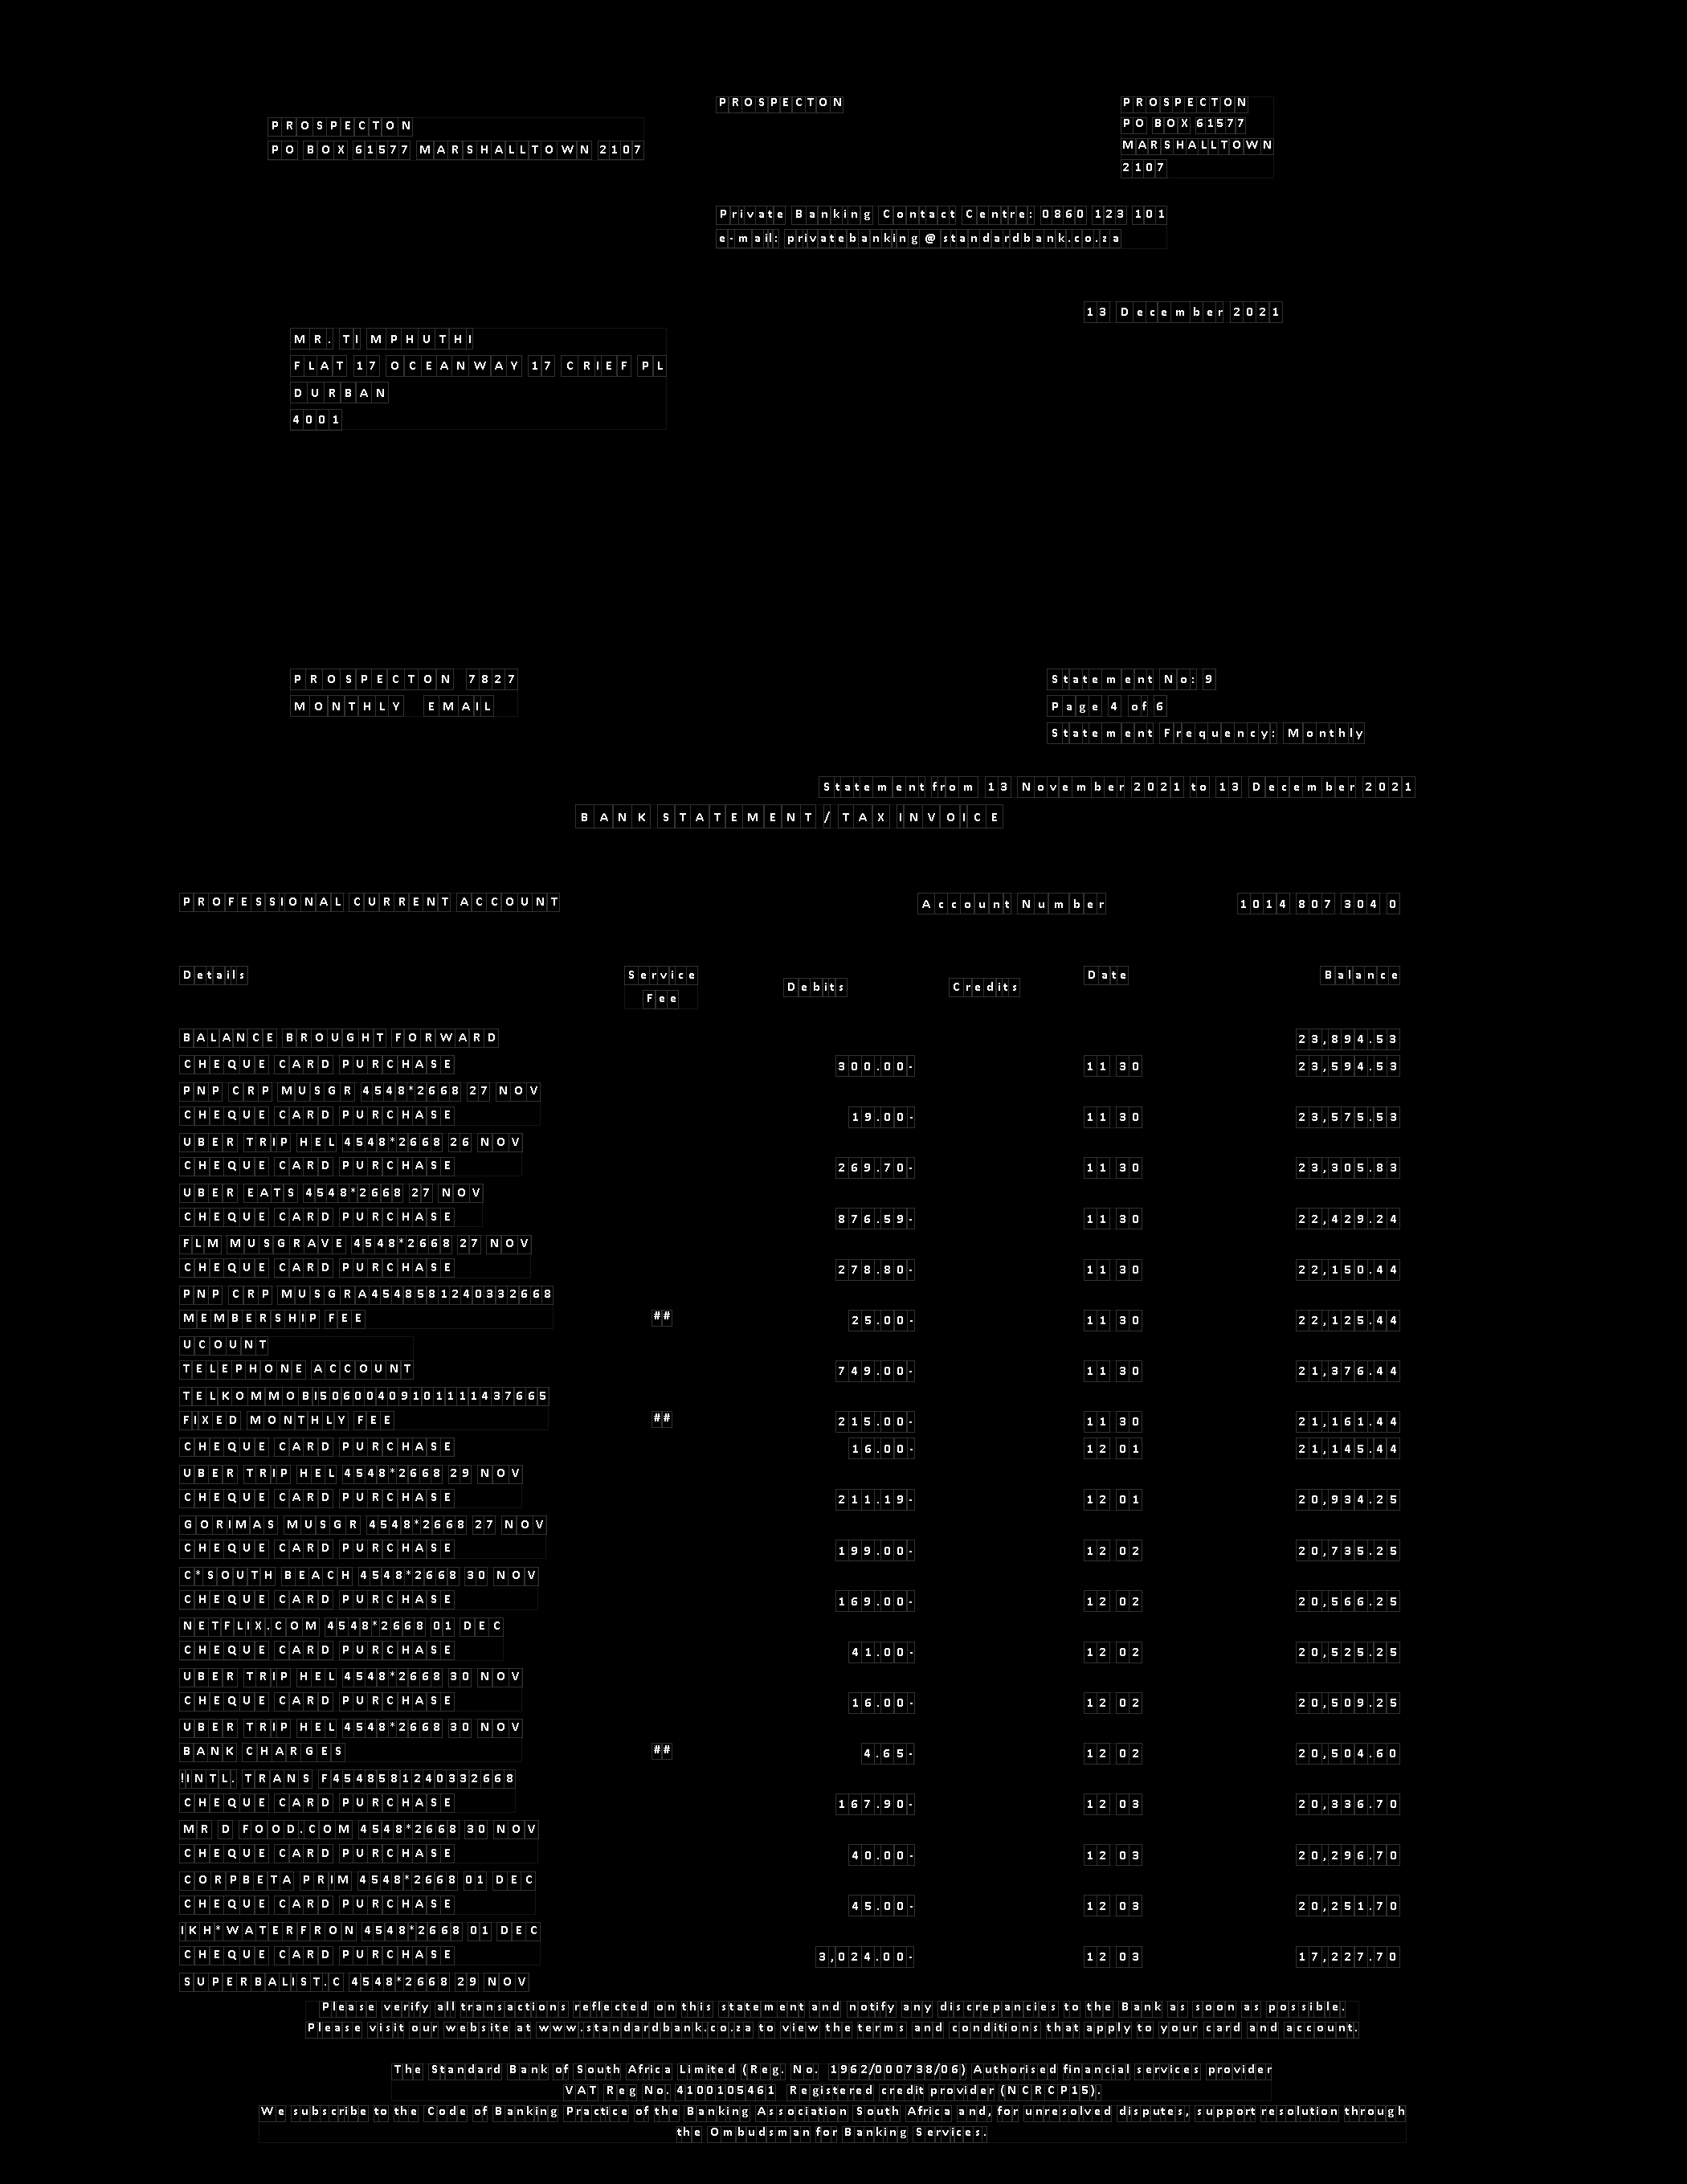 PROSPECTON
PROSPECTON
PO BOX 61577 MARSHALLTOWN 2107
PROSPECTON
PO BOX 61577
MARSHALLTOWN
2107
Private Banking Contact Centre: 0860 123 101
e-mail: privatebanking@standardbank.co.za
13 December 2021
MR. TI MPHUTHI
FLAT 17 OCEANWAY 17 CRIEF PL
DURBAN
4001
PROSPECTON 7827
MONTHLY EMAIL
Statement No: 9
Page 4 of 6
Statement Frequency: Monthly
Statement from 13 November 2021 to 13 December 2021
BANK STATEMENT / TAX INVOICE
PROFESSIONAL CURRENT ACCOUNT Account Number 1014 807 304 0
Details Service Fee Debits Credits Date Balance
BALANCE BROUGHT FORWARD 23,894.53
CHEQUE CARD PURCHASE 300.00- 11 30 23,594.53
PNP CRP MUSGR 4548*2668 27 NOV
CHEQUE CARD PURCHASE 19.00- 11 30 23,575.53
UBER TRIP HEL 4548*2668 26 NOV
CHEQUE CARD PURCHASE 269.70- 11 30 23,305.83
UBER EATS 4548*2668 27 NOV
CHEQUE CARD PURCHASE 876.59- 11 30 22,429.24
FLM MUSGRAVE 4548*2668 27 NOV
CHEQUE CARD PURCHASE 278.80- 11 30 22,150.44
PNP CRP MUSGRA4548581240332668
MEMBERSHIP FEE ## 25.00- 11 30 22,125.44
UCOUNT
TELEPHONE ACCOUNT 749.00- 11 30 21,376.44
TELKOMMOBI5060040910111437665
FIXED MONTHLY FEE ## 215.00- 11 30 21,161.44
CHEQUE CARD PURCHASE 16.00- 12 01 21,145.44
UBER TRIP HEL 4548*2668 29 NOV
CHEQUE CARD PURCHASE 211.19- 12 01 20,934.25
GORIMAS MUSGR 4548*2668 27 NOV
CHEQUE CARD PURCHASE 199.00- 12 02 20,735.25
C*SOUTH BEACH 4548*2668 30 NOV
CHEQUE CARD PURCHASE 169.00- 12 02 20,566.25
NETFLIX.COM 4548*2668 01 DEC
CHEQUE CARD PURCHASE 41.00- 12 02 20,525.25
UBER TRIP HEL 4548*2668 30 NOV
CHEQUE CARD PURCHASE 16.00- 12 02 20,509.25
UBER TRIP HEL 4548*2668 30 NOV
BANK CHARGES ## 4.65- 12 02 20,504.60
!INTL. TRANS F4548581240332668
CHEQUE CARD PURCHASE 167.90- 12 03 20,336.70
MR D FOOD.COM 4548*2668 30 NOV
CHEQUE CARD PURCHASE 40.00- 12 03 20,296.70
CORPBETA PRIM 4548*2668 01 DEC
CHEQUE CARD PURCHASE 45.00- 12 03 20,251.70
IKH*WATERFRON 4548*2668 01 DEC
CHEQUE CARD PURCHASE 3,024.00- 12 03 17,227.70
SUPERBALIST.C 4548*2668 29 NOV
Please verify all transactions reflected on this statement and notify any discrepancies to the Bank as soon as possible.
Please visit our website at www.standardbank.co.za to view the terms and conditions that apply to your card and account.
The Standard Bank of South Africa Limited (Reg. No. 1962/000738/06) Authorised financial services provider
VAT Reg No. 4100105461 Registered credit provider (NCRCP15).
We subscribe to the Code of Banking Practice of the Banking Association South Africa and, for unresolved disputes, support resolution through
the Ombudsman for Banking Services.